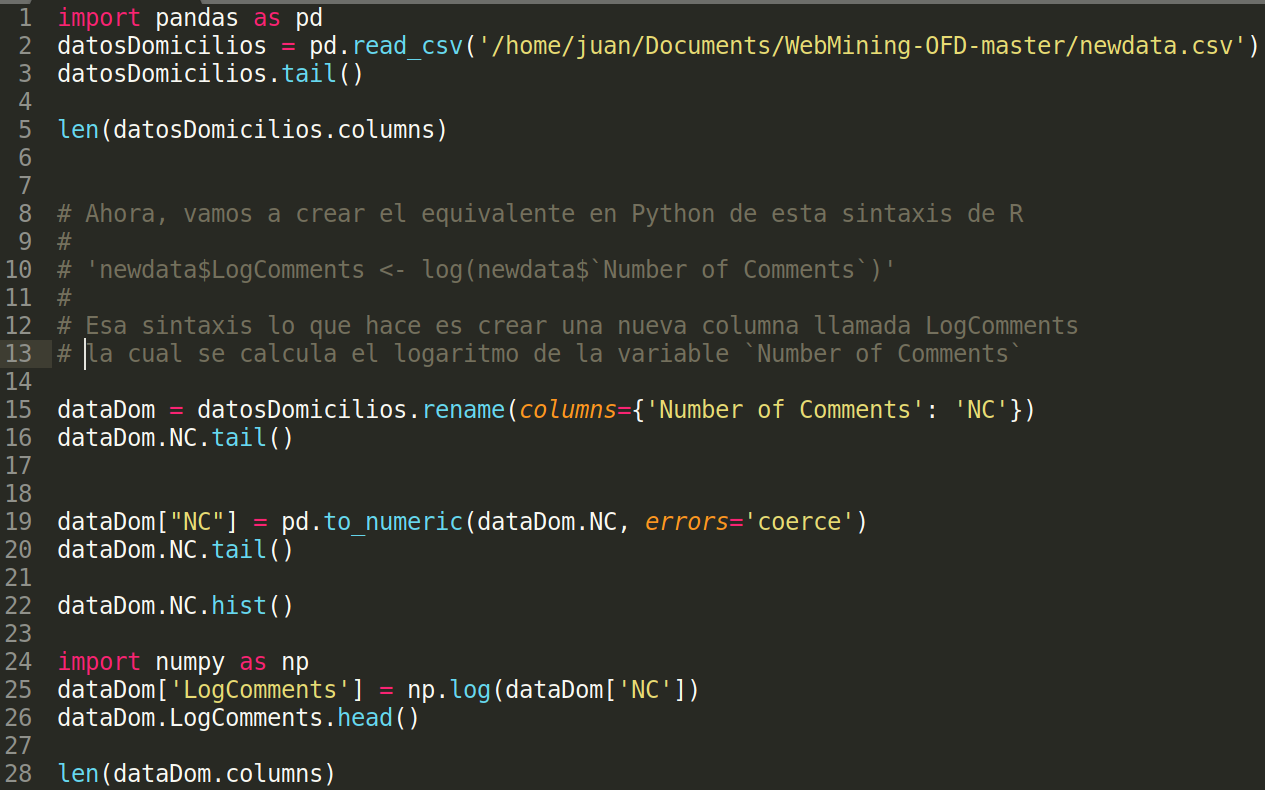 1 import pandas as pd
2 datosDomicilios = pd.read_csv('/home/juan/Documents/WebMining-OFD-master/newdata.csv')
3 datosDomicilios.tail()
4
5 len(datosDomicilios.columns)
6
7
8 # Ahora, vamos a crear el equivalente en Python de esta sintaxis de R
9 #
10 # 'newdata$LogComments <- log(newdata$`Number of Comments`)'
11 #
12 # Esa sintaxis lo que hace es crear una nueva columna llamada LogComments
13 # la cual se calcula el logaritmo de la variable `Number of Comments`
14
15 dataDom = datosDomicilios.rename(columns={'Number of Comments': 'NC'})
16 dataDom.NC.tail()
17
18
19 dataDom["NC"] = pd.to_numeric(dataDom.NC, errors='coerce')
20 dataDom.NC.tail()
21
22 dataDom.NC.hist()
23
24 import numpy as np
25 dataDom['LogComments'] = np.log(dataDom['NC'])
26 dataDom.LogComments.head()
27
28 len(dataDom.columns)